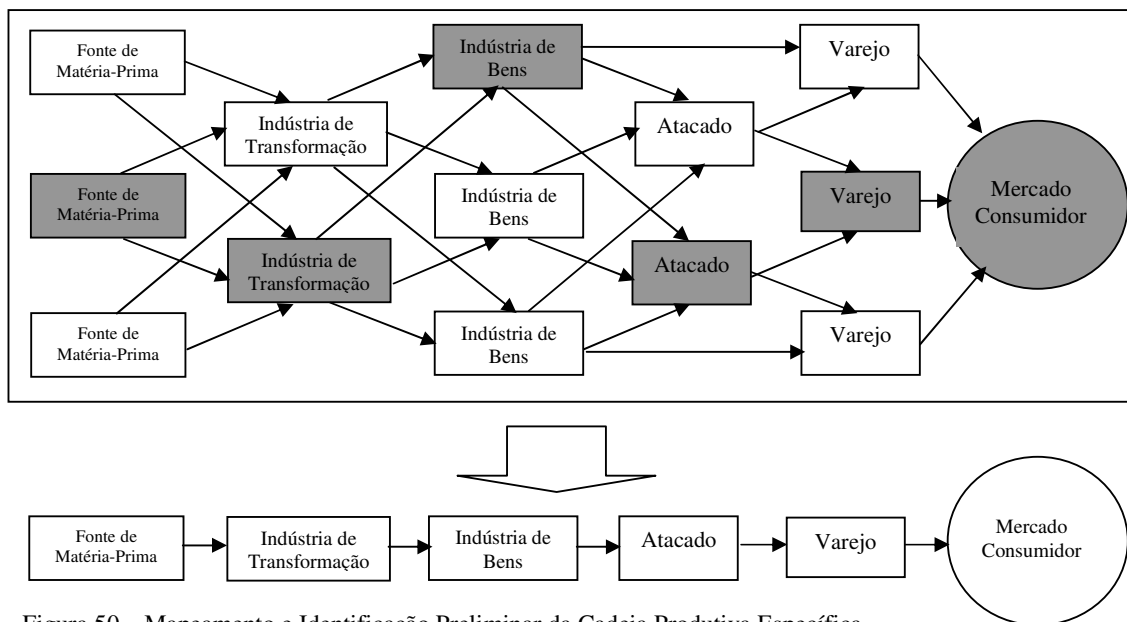 Fonte de
Matéria-Prima
Indústria de
Bens
Varejo
Indústria de
Transformação
Atacado
Fonte de
Matéria-Prima
Indústria de
Bens
Varejo
Mercado
Consumidor
Indústria de
Transformação
Atacado
Fonte de
Matéria-Prima
Indústria de
Bens
Varejo
Fonte de
Matéria-Prima
Indústria de
Transformação
Indústria de
Bens
Atacado
Varejo
Mercado
Consumidor
Figura 50 – Mapeamento e Identificação Preliminar da Cadeia Produtiva Específica